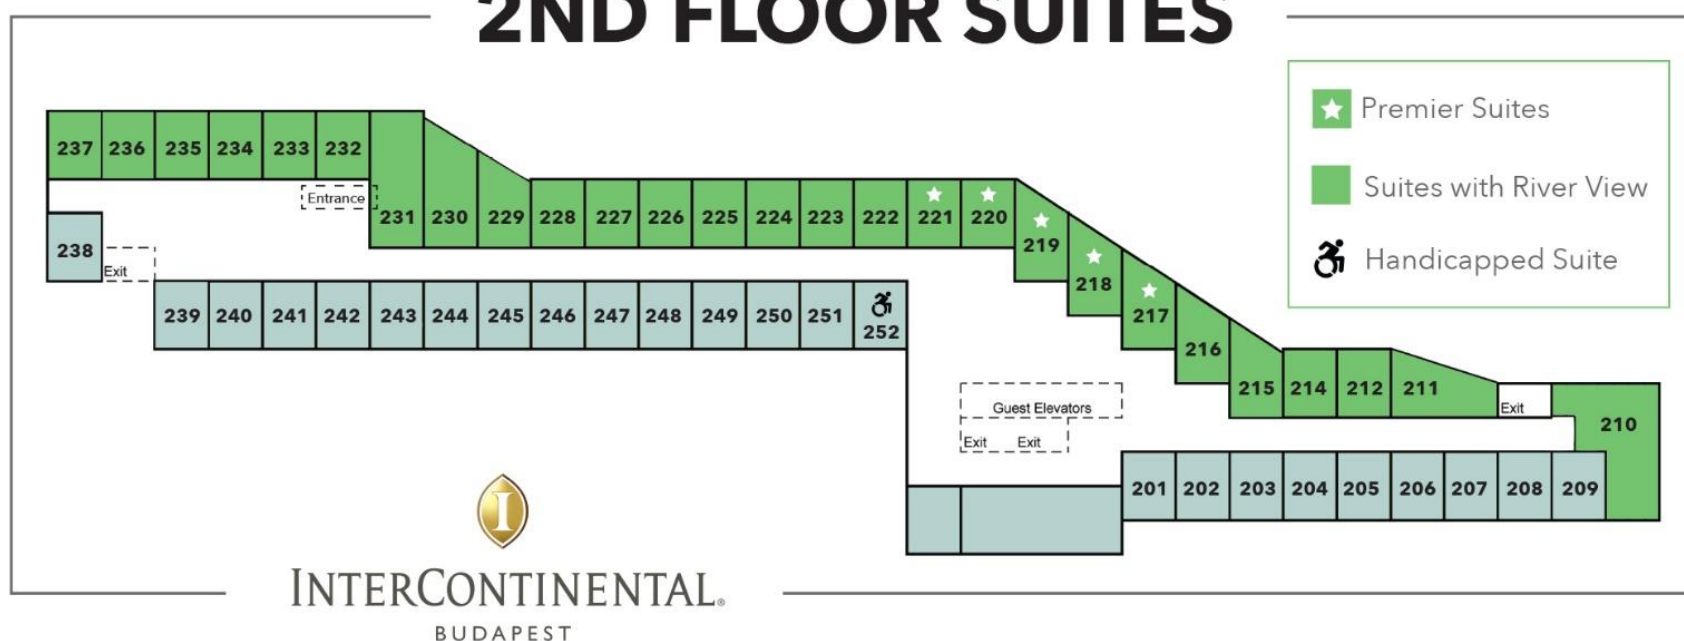 2ND FLOOR SUITES
Premier Suites
Suites with River View
Handicapped Suite
237 236 235 234 233 232
Entrance
231 230 229 228 227 226 225 224 223 222 221 220
219
218
217
216
215 214 212 211
Exit
210
238
Exit
239 240 241 242 243 244 245 246 247 248 249 250 251 252
Guest Elevators
Exit Exit
201 202 203 204 205 206 207 208 209
I
INTERCONTINENTAL®
BUDAPEST